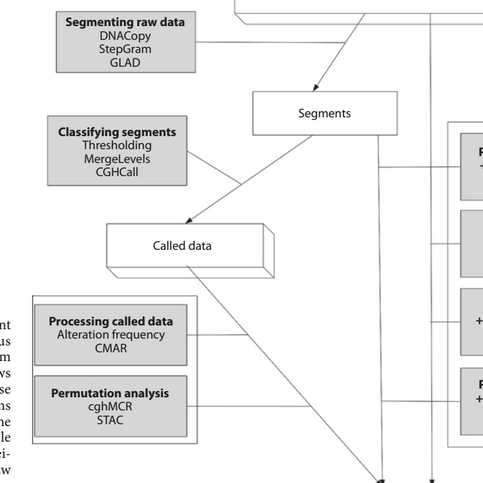 Segmenting raw data
DNACopy
StepGram
GLAD
Segments
Classifying segments
Thresholding
MergeLevels
CGHCall
Called data
Processing called data
Alteration frequency
CMAR
Permutation analysis
cghMCR
STAC